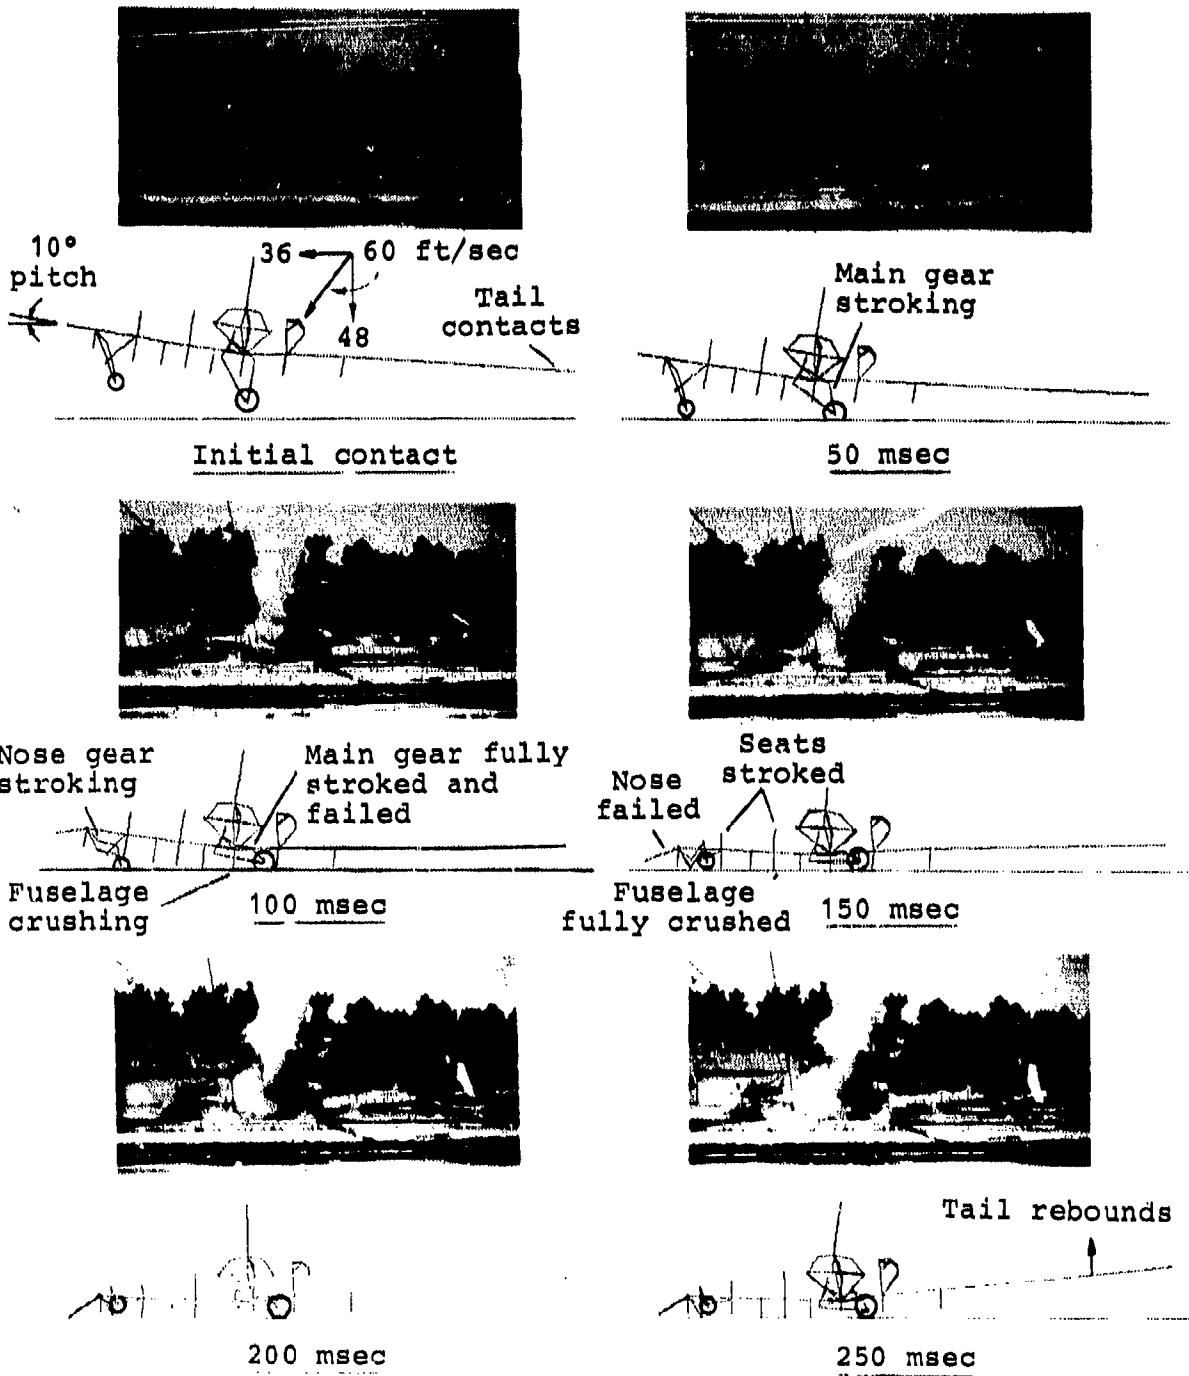 10°
pitch
36
60 ft/sec
48
Tail
contacts
Initial contact
Main gear
stroking
50 msec
Nose gear
stroking
Main gear fully
stroked and
failed
Fuselage
crushing
100 msec
Seats
stroked
Nose
failed
Fuselage
fully crushed
150 msec
200 msec
Tail rebounds
250 msec